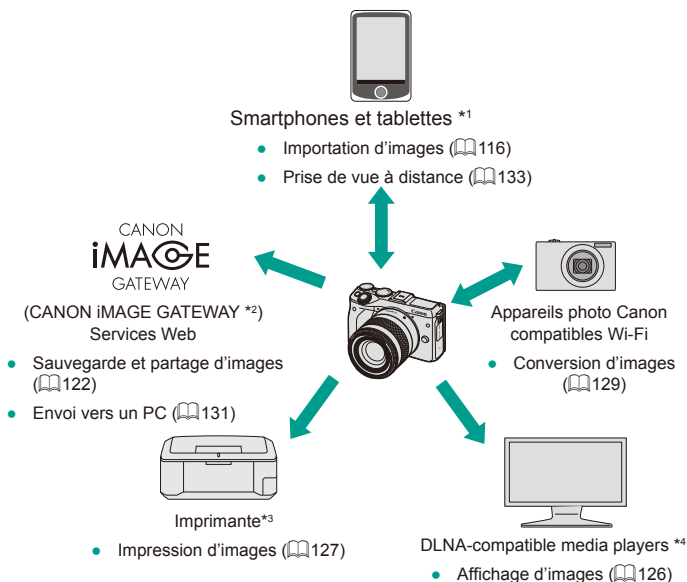 Smartphones et tablettes *1
● Importation d'images (116)
● Prise de vue à distance (133)
CANON
iMAGE
GATEWAY
(CANON iMAGE GATEWAY *2)
Services Web
● Sauvegarde et partage d'images
(122)
● Envoi vers un PC (131)
Canon
Appareils photo Canon
compatibles Wi-Fi
● Conversion d'images
(129)
Imprimante*3
● Impression d'images (127)
DLNA-compatible media players *4
● Affichage d'images (126)